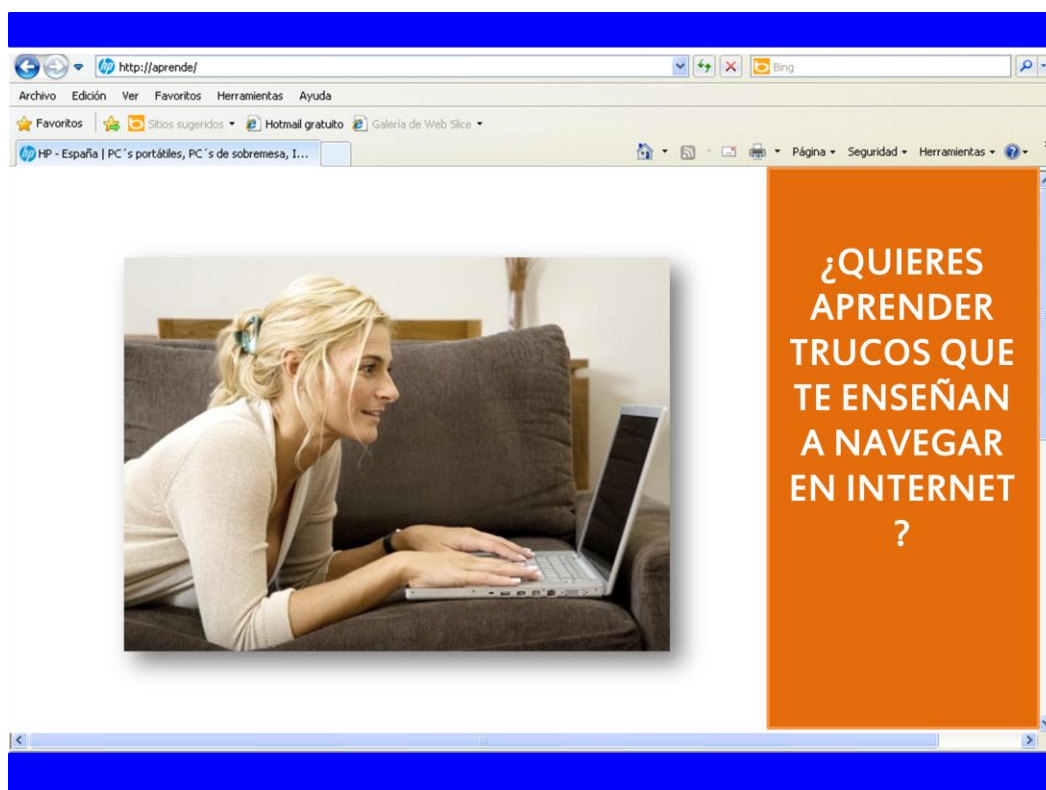 http://aprende/
Bing
Archivo Edición Ver Favoritos Herramientas Ayuda
Favoritos Sitios sugeridos Hotmail gratuito Galería de Web Slice
HP - España | PC´s portátiles, PC´s de sobremesa, I... Página Seguridad Herramientas
¿QUIERES
APRENDER
TRUCOS QUE
TE ENSEÑAN
A NAVEGAR
EN INTERNET
?